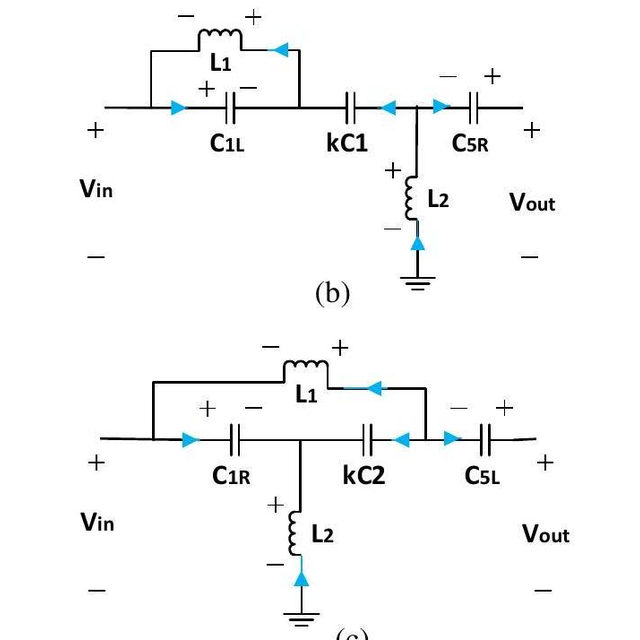 − +
L1
+ − − +
C1L kC1 C5R
+ + +
Vin L2 Vout
− − −
(b)
− +
L1
+ − − +
C1R kC2 C5L
+ + +
Vin L2 Vout
− − −
(c)